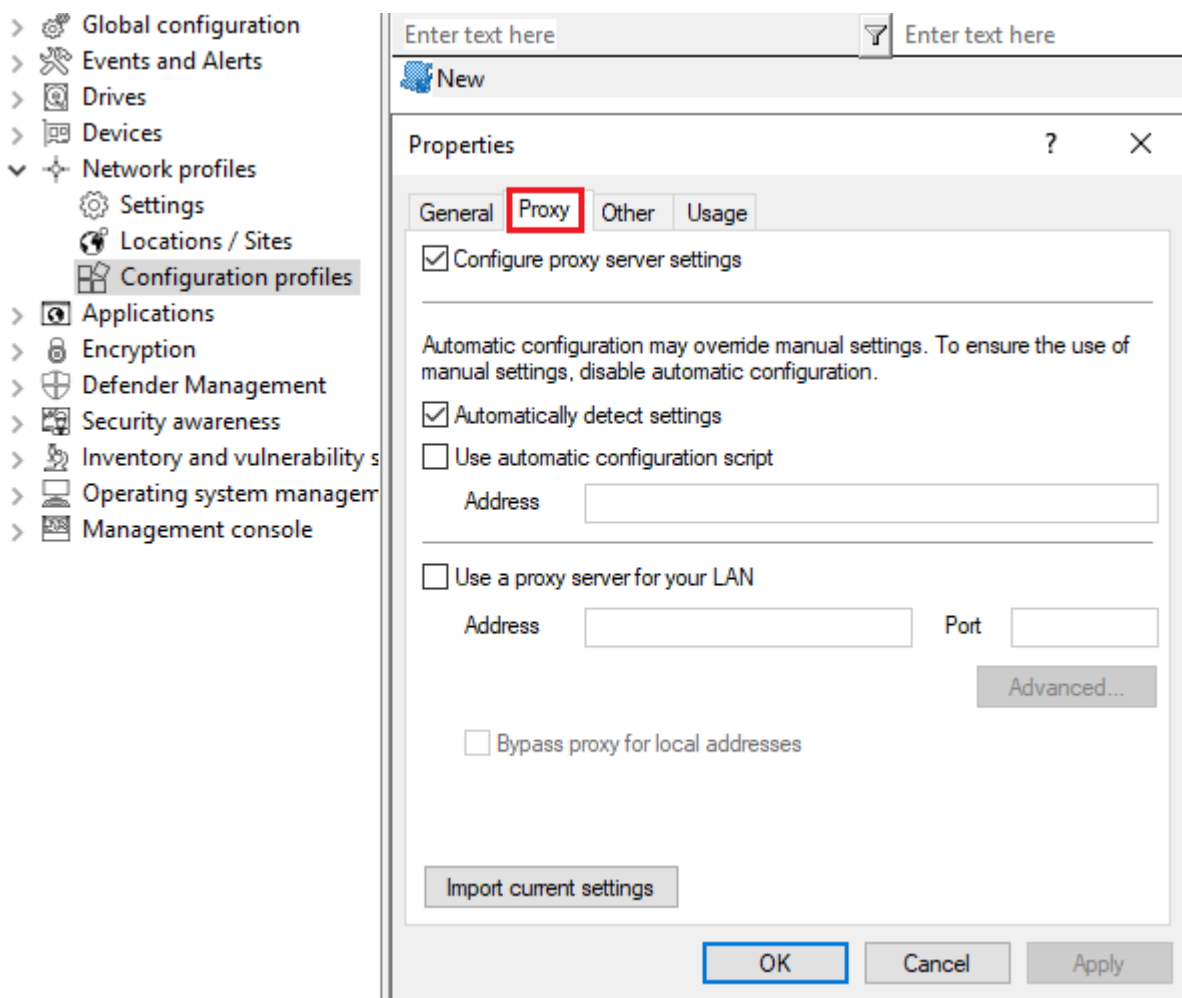 Global configuration
Events and Alerts
Drives
Devices
Network profiles
Settings
Locations / Sites
Configuration profiles
Applications
Encryption
Defender Management
Security awareness
Inventory and vulnerability s
Operating system managem
Management console
Enter text here Enter text here
New
Properties ?
General Proxy Other Usage
Configure proxy server settings
Automatic configuration may override manual settings. To ensure the use of
manual settings, disable automatic configuration.
Automatically detect settings
Use automatic configuration script
Address
Use a proxy server for your LAN
Address Port
Advanced...
Bypass proxy for local addresses
Import current settings
OK Cancel Apply